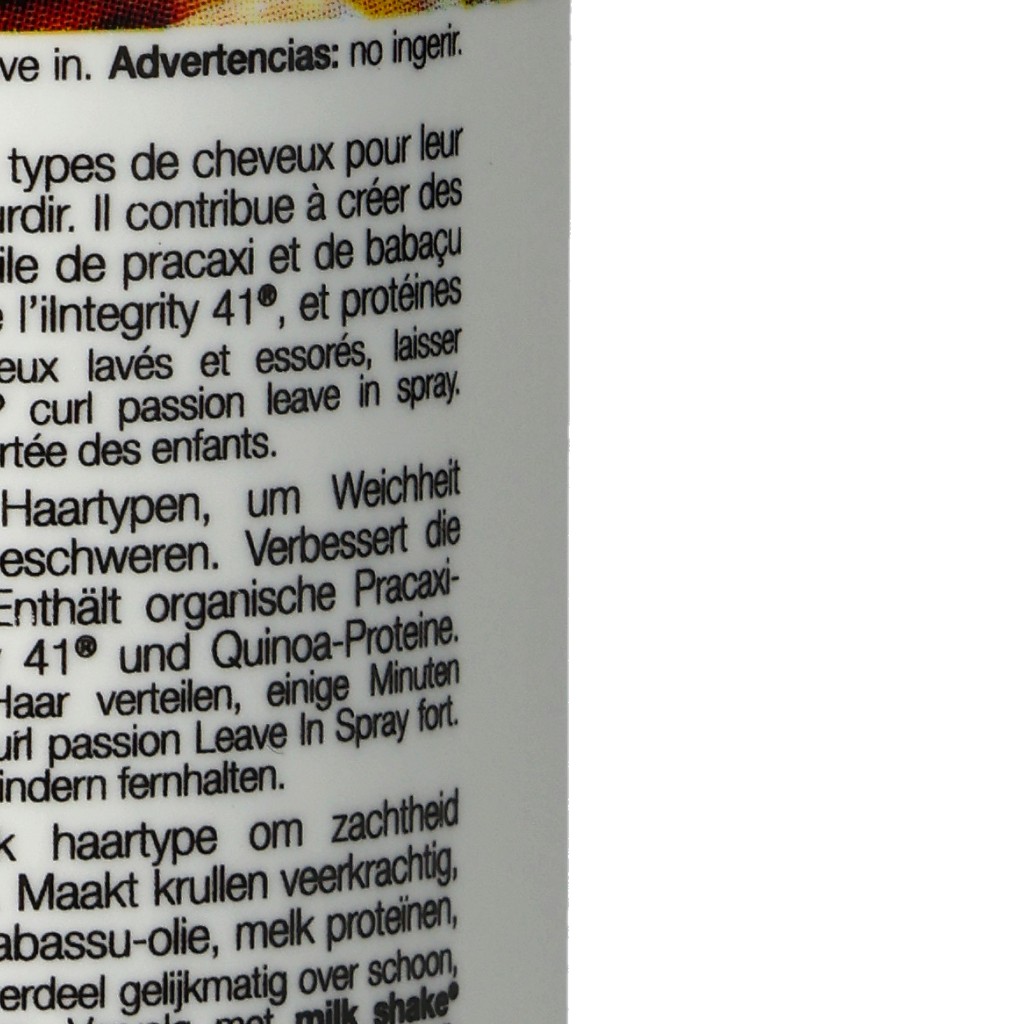 ve in. Advertencias: no ingerir.
types de cheveux pour leur
urdir. Il contribue à créer des
ile de pracaxi et de babaçu
e l'iIntegrity 41®, et protéines
eux lavés et essorés, laisser
curl passion leave in spray.
rtée des enfants.
Haartypen, um Weichheit
eschweren. Verbessert die
Enthält organische Pracaxi-
41® und Quinoa-Proteine.
Haar verteilen, einige Minuten
url passion Leave In Spray fort.
indern fernhalten.
k haartype om zachtheid
Maakt krullen veerkrachtig,
abassu-olie, melk proteïnen,
erdeel gelijkmatig over schoon,
met milk shake®